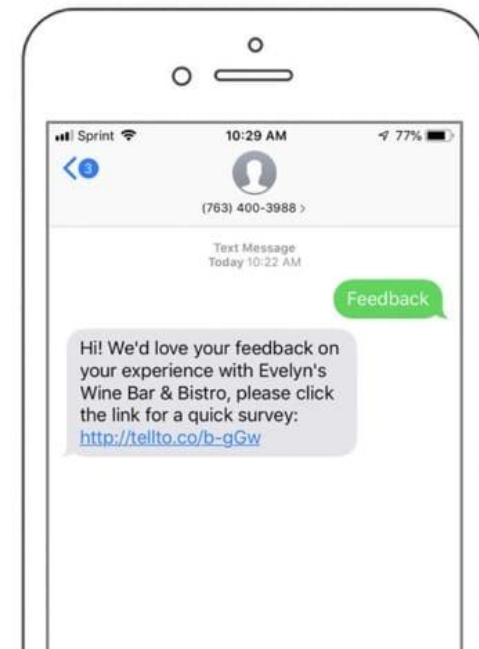 Sprint 10:29 AM 77%
3
(763) 400-3988 >
Text Message
Today 10:22 AM
Feedback
Hi! We'd love your feedback on
your experience with Evelyn's
Wine Bar & Bistro, please click
the link for a quick survey:
http://tellto.co/b-gGw